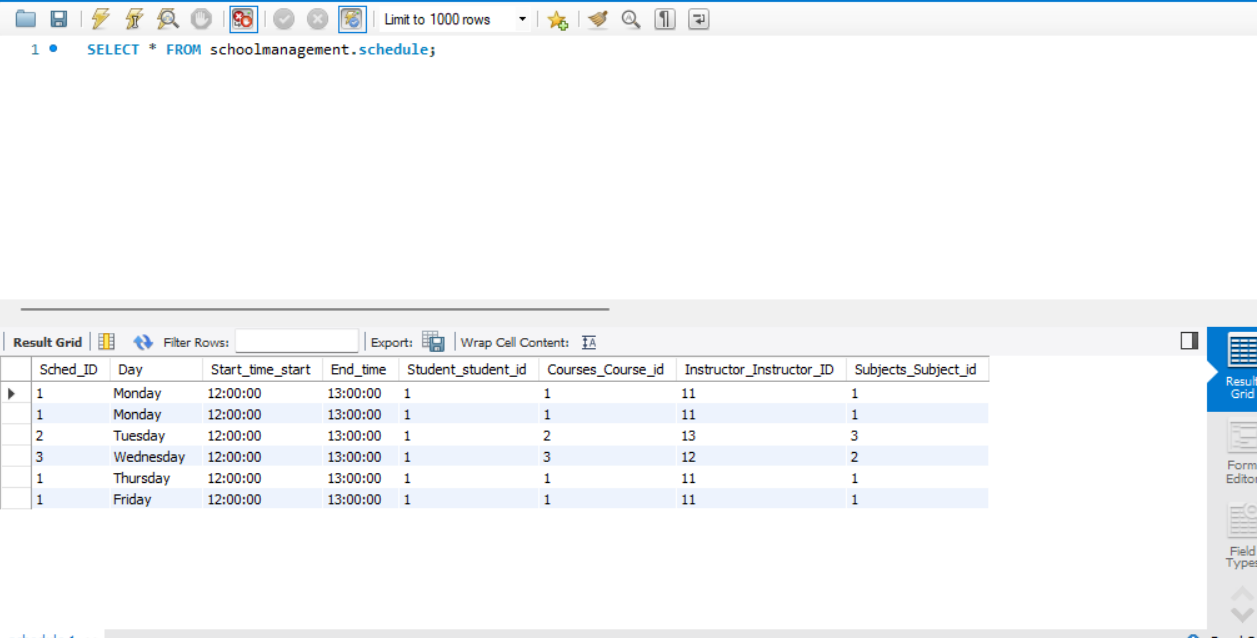 Limit to 1000 rows
1 SELECT * FROM schoolmanagement.schedule;
Result Grid Filter Rows: Export: Wrap Cell Content:
Sched_ID Day Start_time_start End_time Student_student_id Courses_Course_id Instructor_Instructor_ID Subjects_Subject_id
1 Monday 12:00:00 13:00:00 1 1 11 1
1 Monday 12:00:00 13:00:00 1 1 11 1
2 Tuesday 12:00:00 13:00:00 1 2 13 3
3 Wednesday 12:00:00 13:00:00 1 3 12 2
1 Thursday 12:00:00 13:00:00 1 1 11 1
1 Friday 12:00:00 13:00:00 1 1 11 1
Result
Grid
Form
Editor
Field
Types